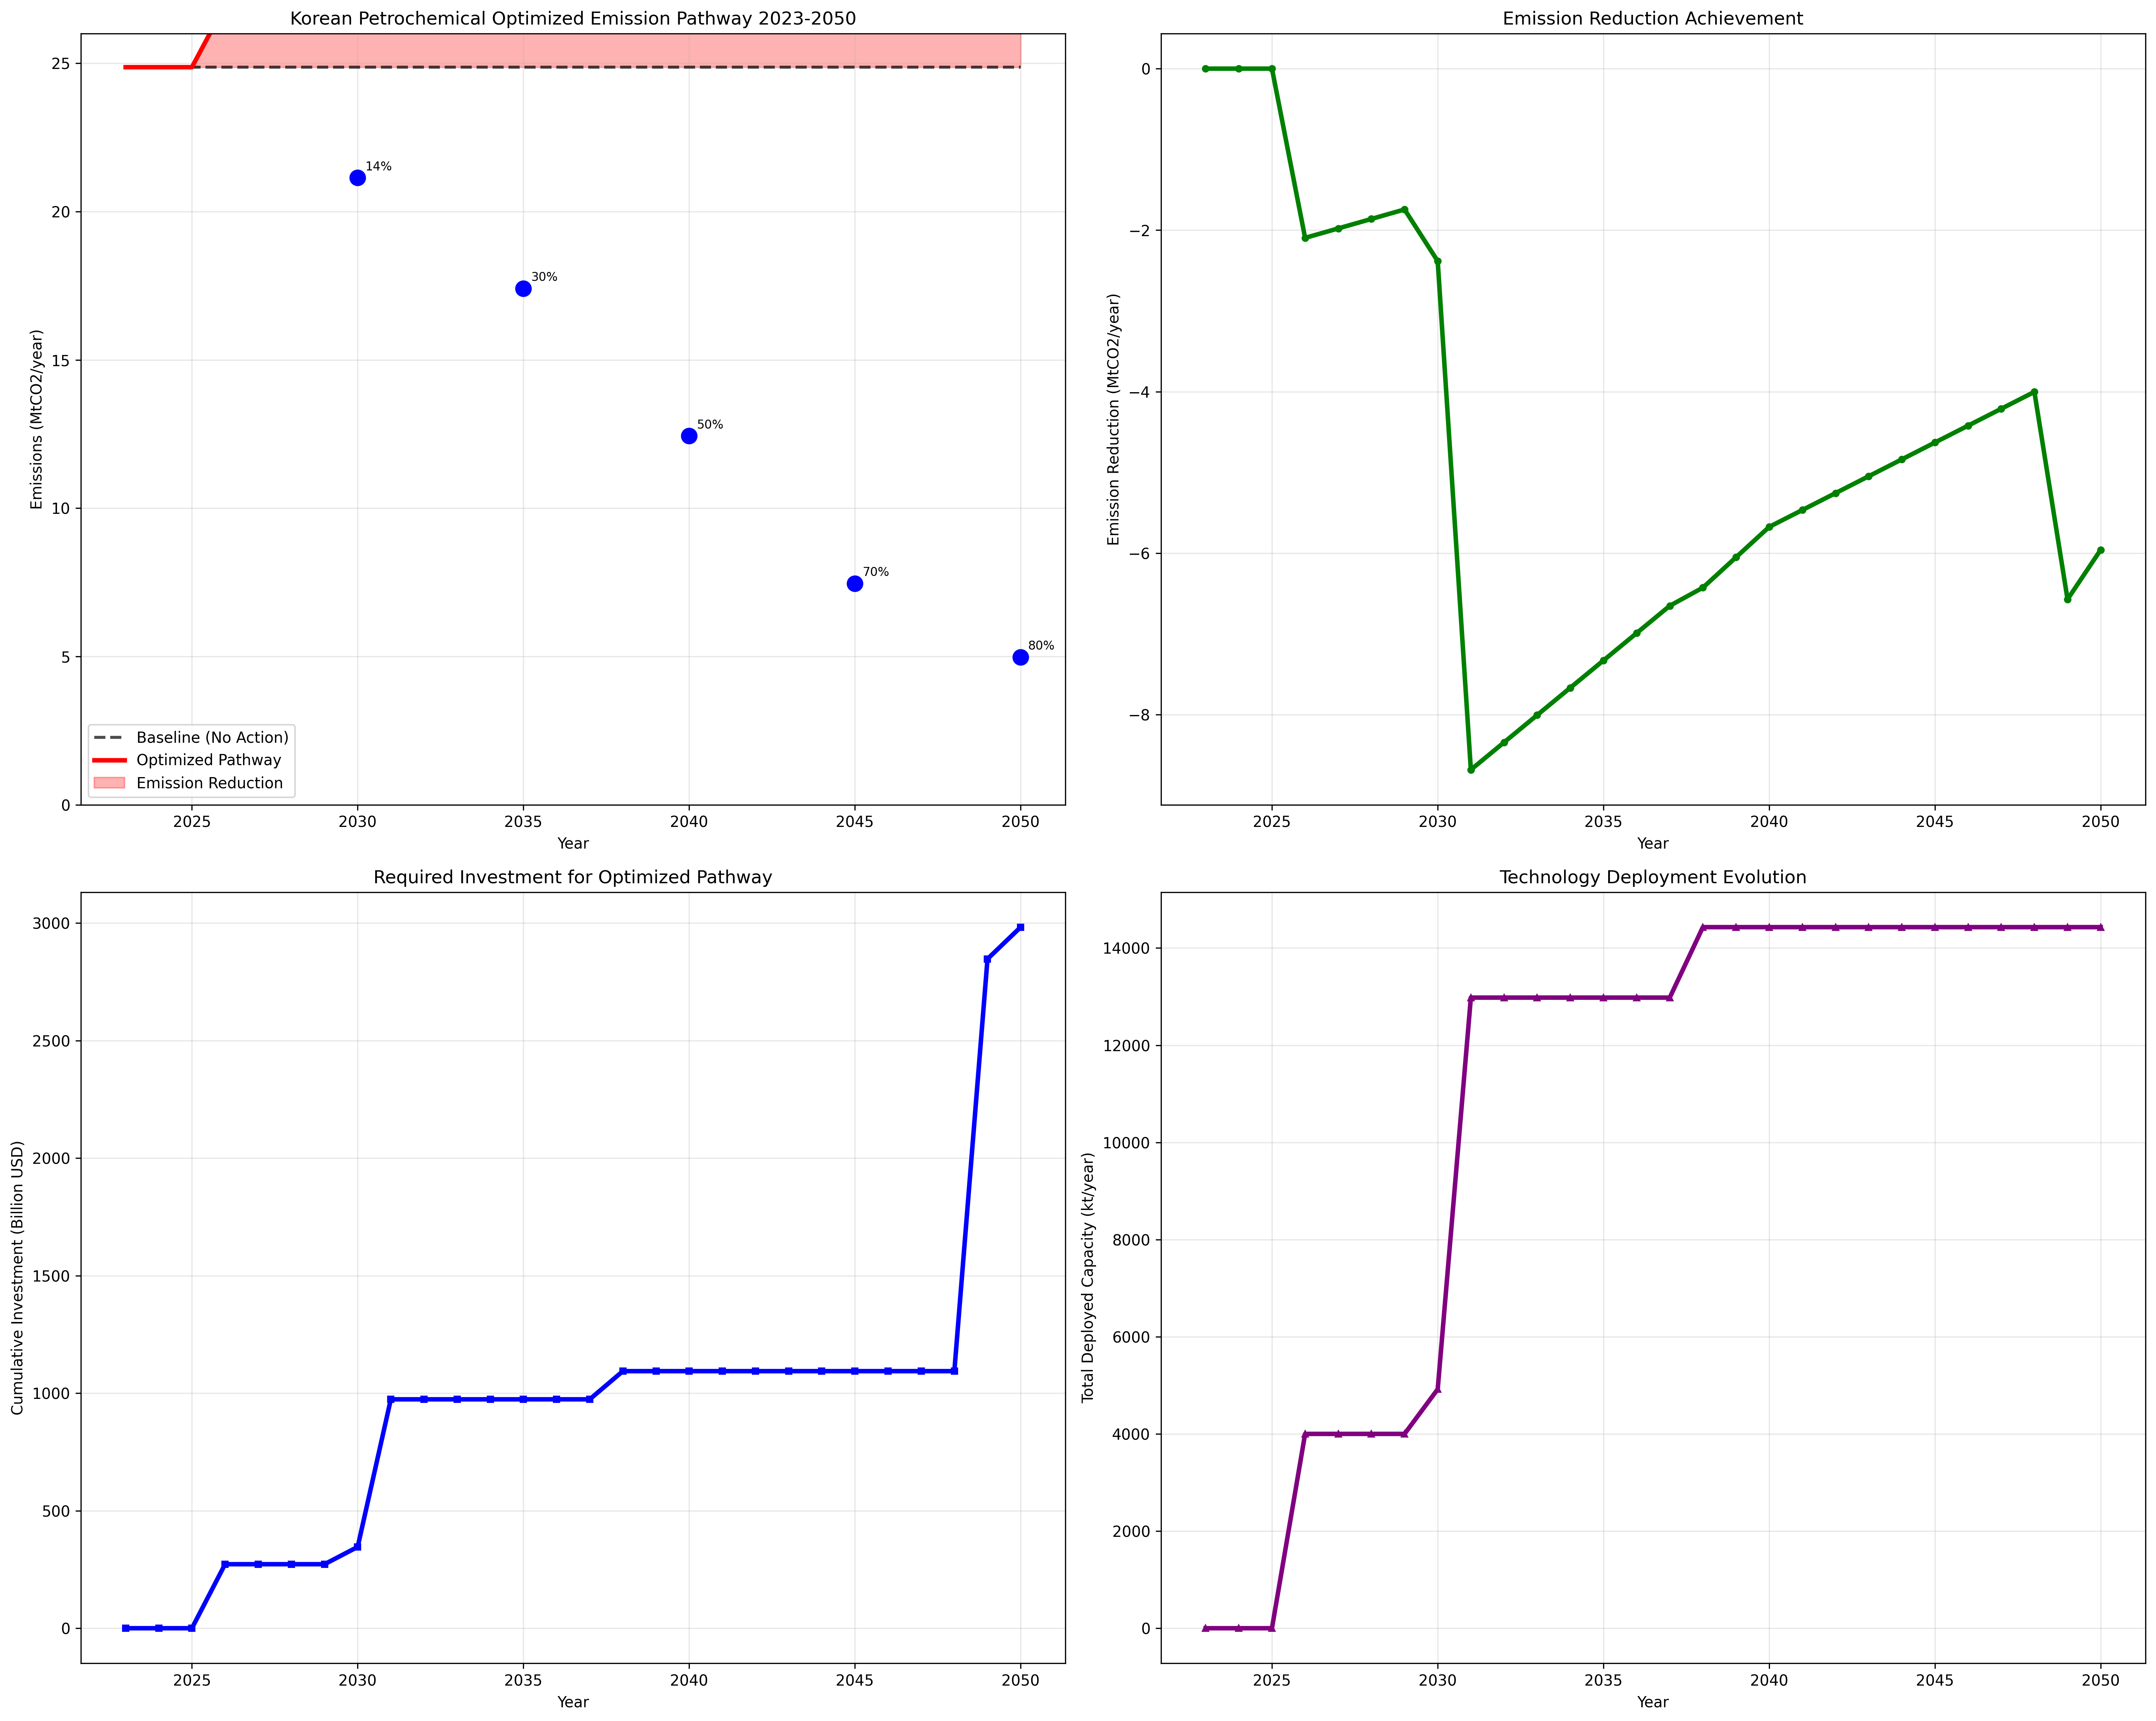 Korean Petrochemical Optimized Emission Pathway 2023-2050
Emissions (MtCO2/year)
25
20
15
10
5
0
14%
30%
50%
70%
80%
Baseline (No Action)
Optimized Pathway
Emission Reduction
2025 2030 2035 2040 2045 2050
Year
Emission Reduction Achievement
Emission Reduction (MtCO2/year)
0
−2
−4
−6
−8
2025 2030 2035 2040 2045 2050
Year
Required Investment for Optimized Pathway
Cumulative Investment (Billion USD)
3000
2500
2000
1500
1000
500
0
2025 2030 2035 2040 2045 2050
Year
Technology Deployment Evolution
Total Deployed Capacity (kt/year)
14000
12000
10000
8000
6000
4000
2000
0
2025 2030 2035 2040 2045 2050
Year